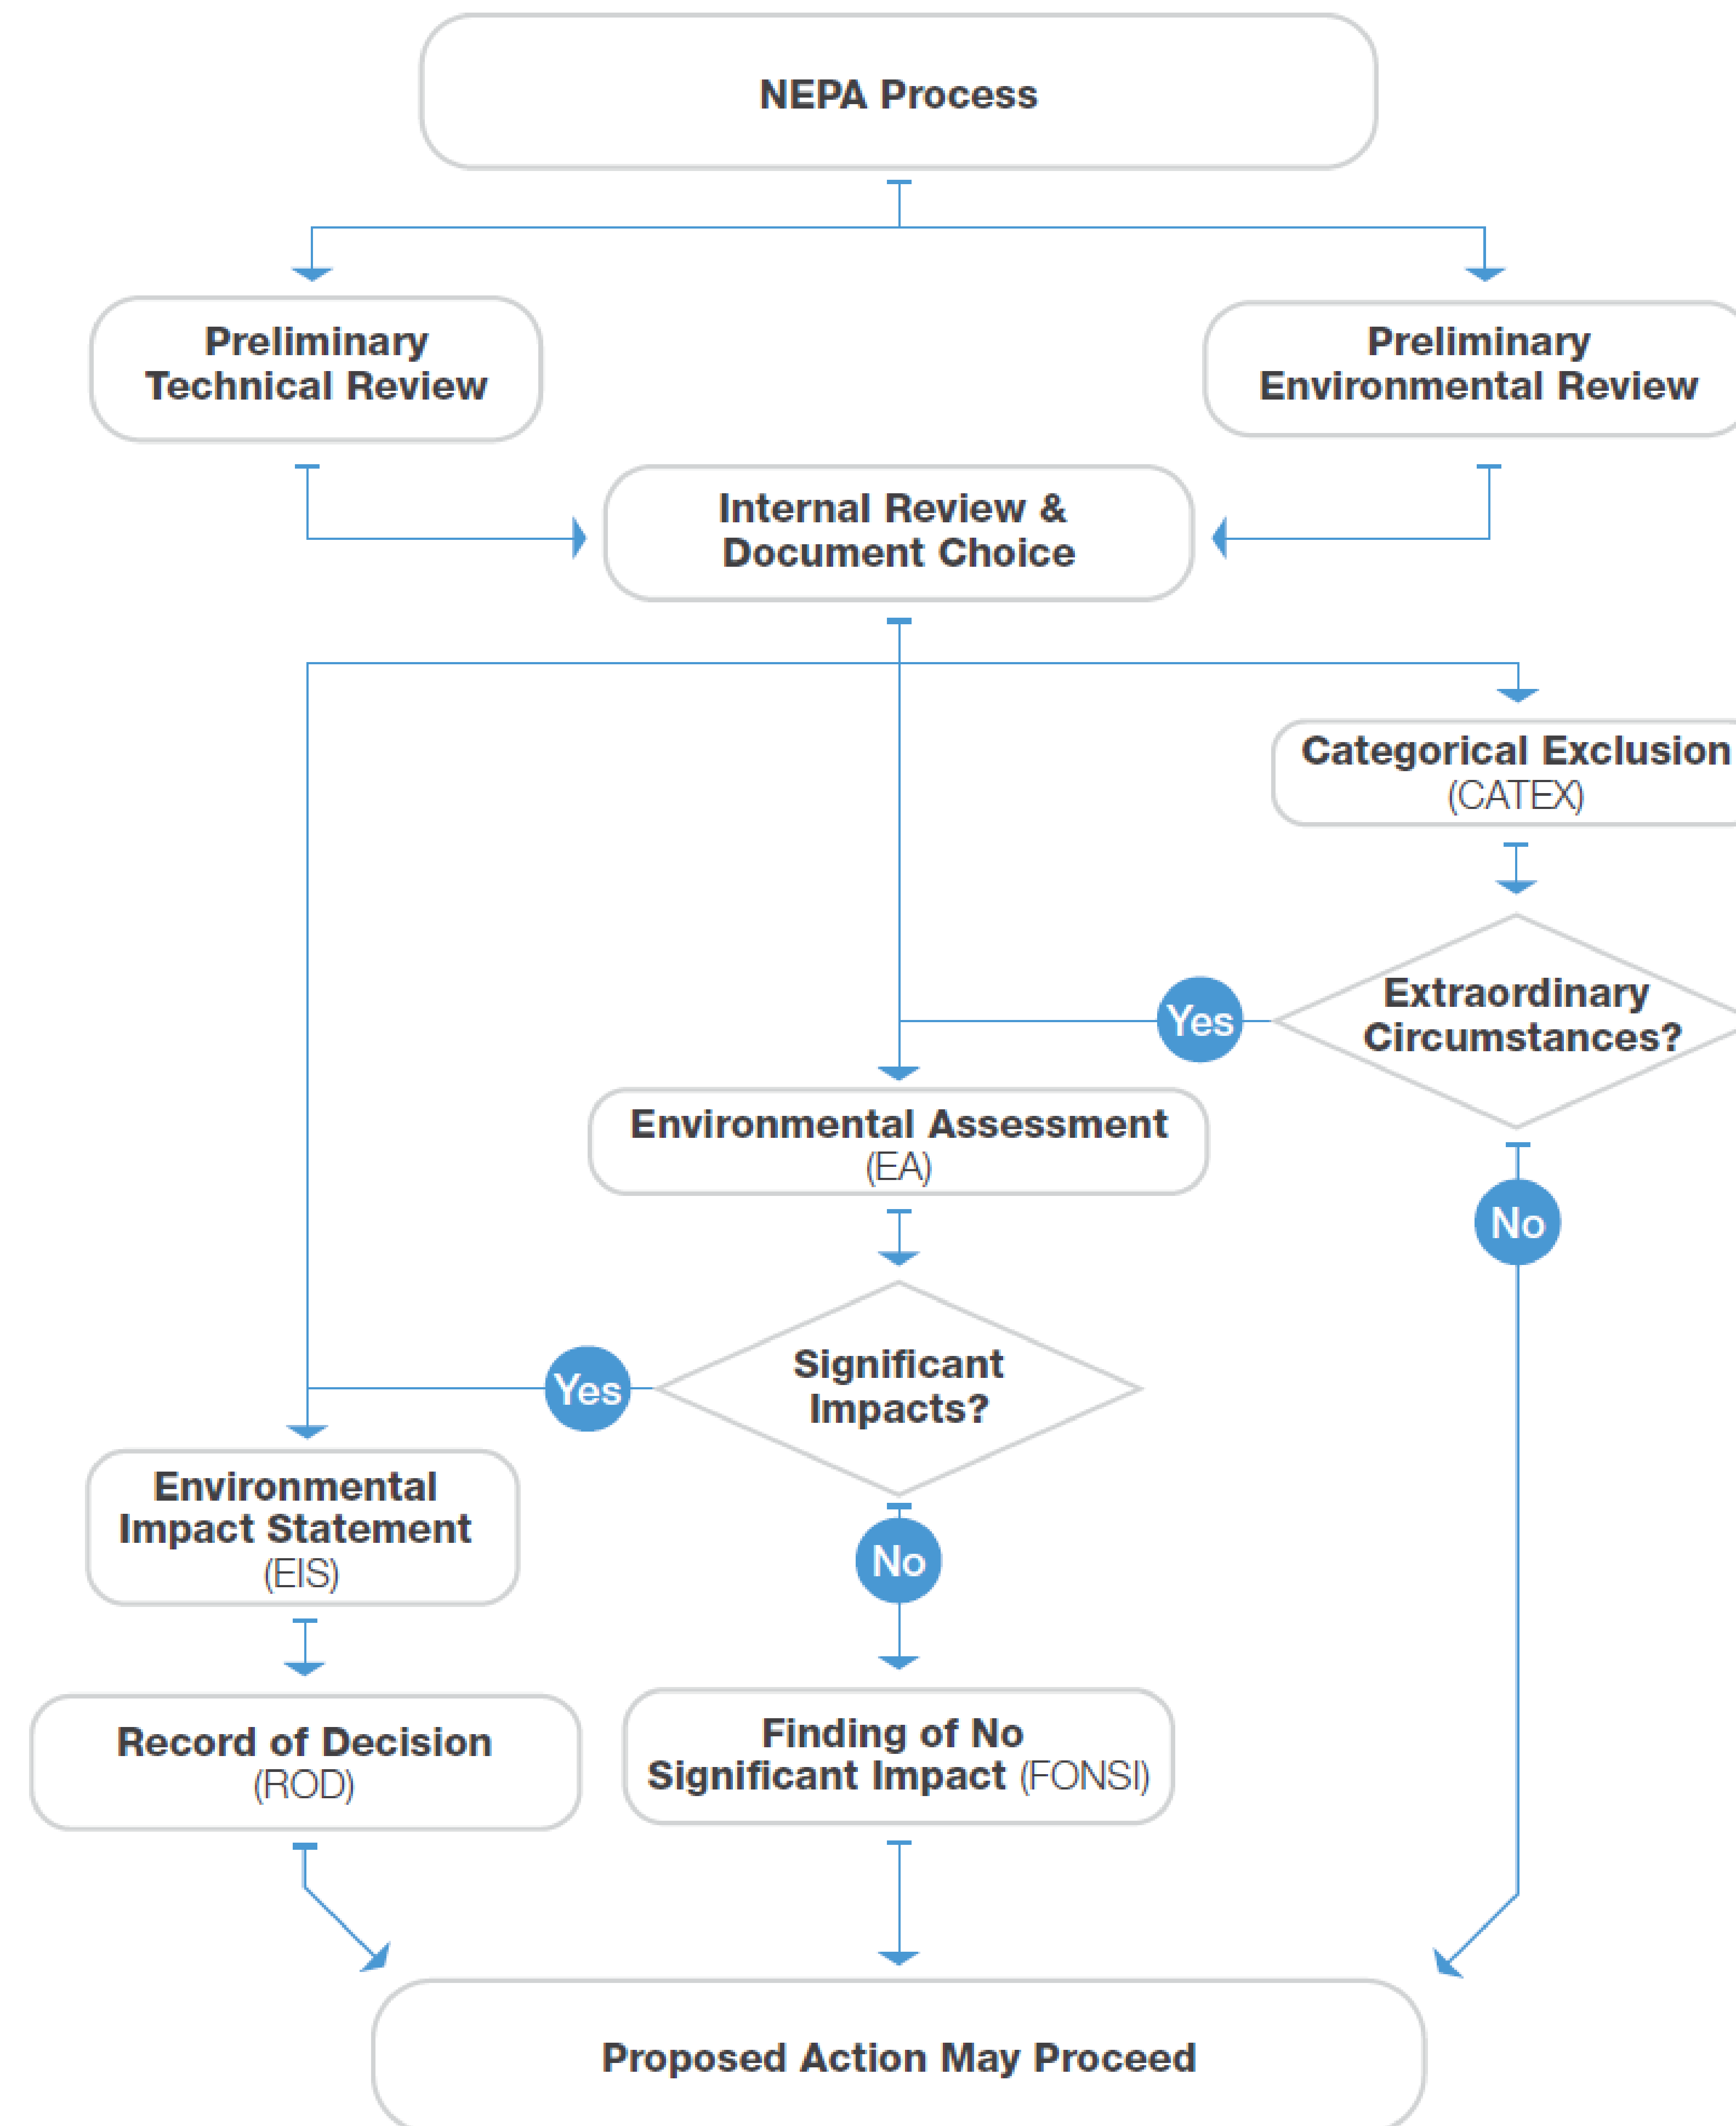 NEPA Process
Preliminary
Technical Review
Preliminary
Environmental Review
Internal Review &
Document Choice
Categorical Exclusion
(CATEX)
Extraordinary
Circumstances?
Yes
Environmental Assessment
(EA)
No
Significant
Impacts?
Yes
Environmental
Impact Statement
(EIS)
No
Record of Decision
(ROD)
Finding of No
Significant Impact (FONSI)
Proposed Action May Proceed